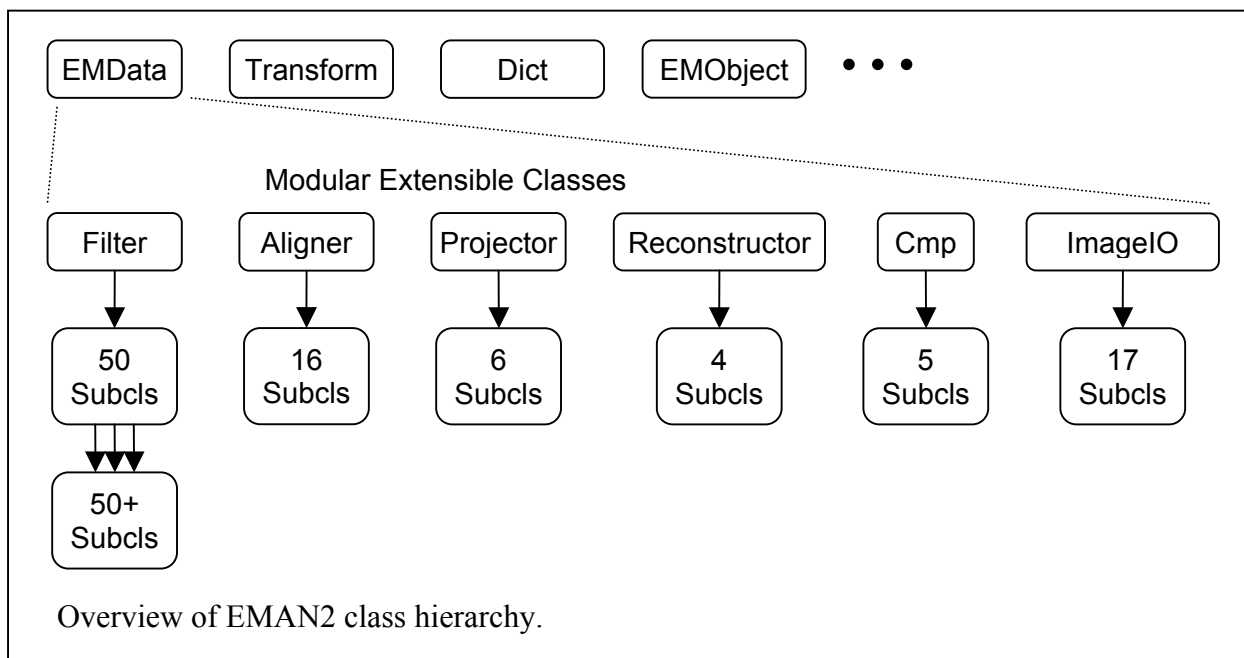 EMData Transform Dict EMObject • • •
Modular Extensible Classes
Filter Aligner Projector Reconstructor Cmp ImageIO
50 16 6 4 5 17
Subcls Subcls Subcls Subcls Subcls Subcls
50+
Subcls
Overview of EMAN2 class hierarchy.